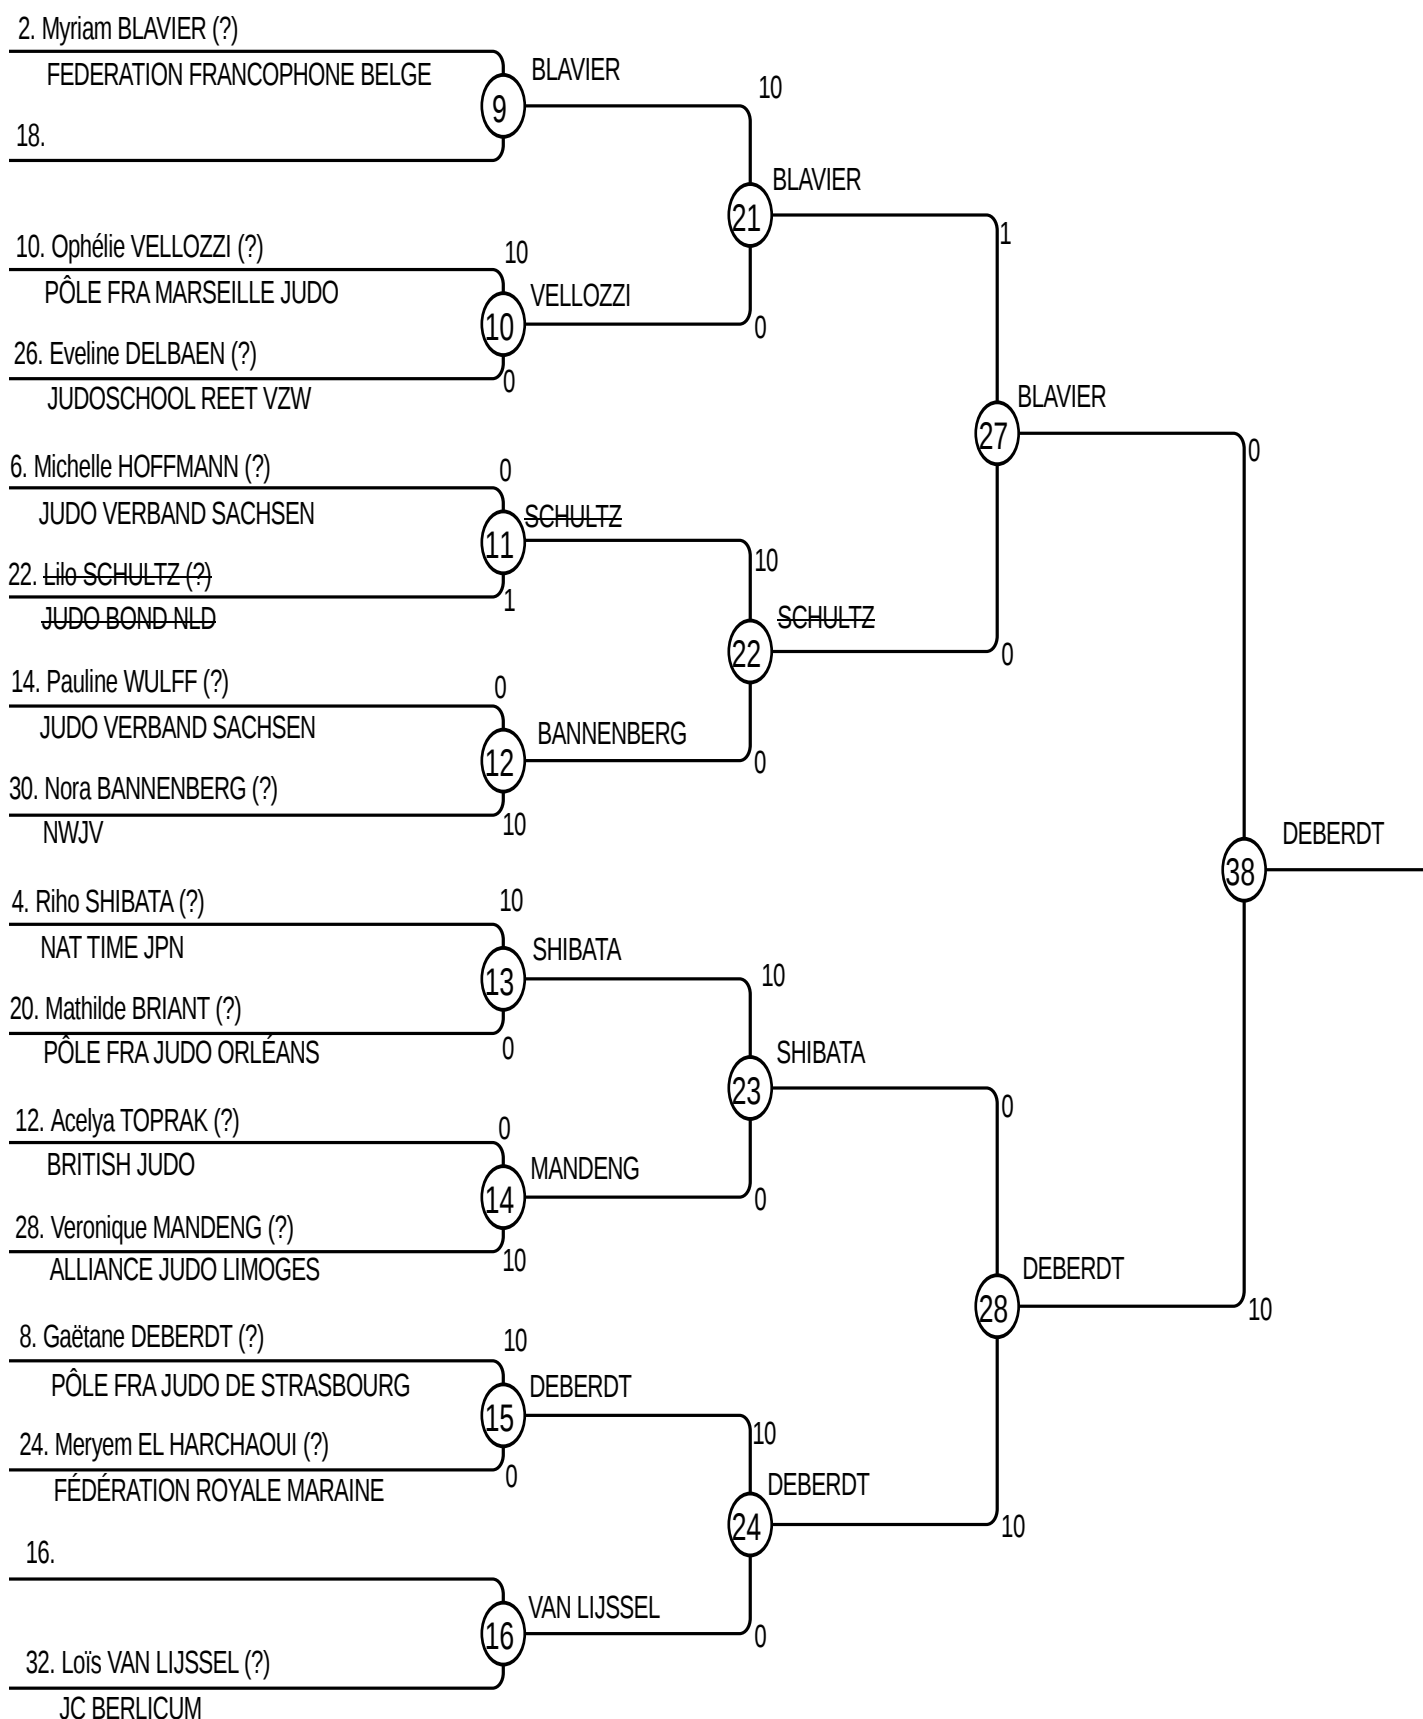 2. Myriam BLAVIER (?)
FEDERATION FRANCOPHONE BELGE
9
BLAVIER
10
18.
21
BLAVIER
1
10. Ophélie VELLOZZI (?)
10
PÔLE FRA MARSEILLE JUDO
10
VELLOZZI
0
26. Eveline DELBAEN (?)
0
JUDOSCHOOL REET VZW
27
BLAVIER
0
6. Michelle HOFFMANN (?)
0
JUDO VERBAND SACHSEN
11
SCHULTZ
10
22. Lilo SCHULTZ (?)
1
JUDO BOND NLD
22
SCHULTZ
0
14. Pauline WULFF (?)
0
JUDO VERBAND SACHSEN
12
BANNENBERG
0
30. Nora BANNENBERG (?)
10
NWJV
38
DEBERDT
4. Riho SHIBATA (?)
10
NAT TIME JPN
13
SHIBATA
10
20. Mathilde BRIANT (?)
0
PÔLE FRA JUDO ORLÉANS
23
SHIBATA
0
12. Acelya TOPRAK (?)
0
BRITISH JUDO
14
MANDENG
0
28. Veronique MANDENG (?)
10
ALLIANCE JUDO LIMOGES
28
DEBERDT
10
8. Gaëtane DEBERDT (?)
10
PÔLE FRA JUDO DE STRASBOURG
15
DEBERDT
10
24. Meryem EL HARCHAOUI (?)
0
FÉDÉRATION ROYALE MARAINE
24
DEBERDT
10
16.
16
VAN LIJSSEL
0
32. Loïs VAN LIJSSEL (?)
JC BERLICUM